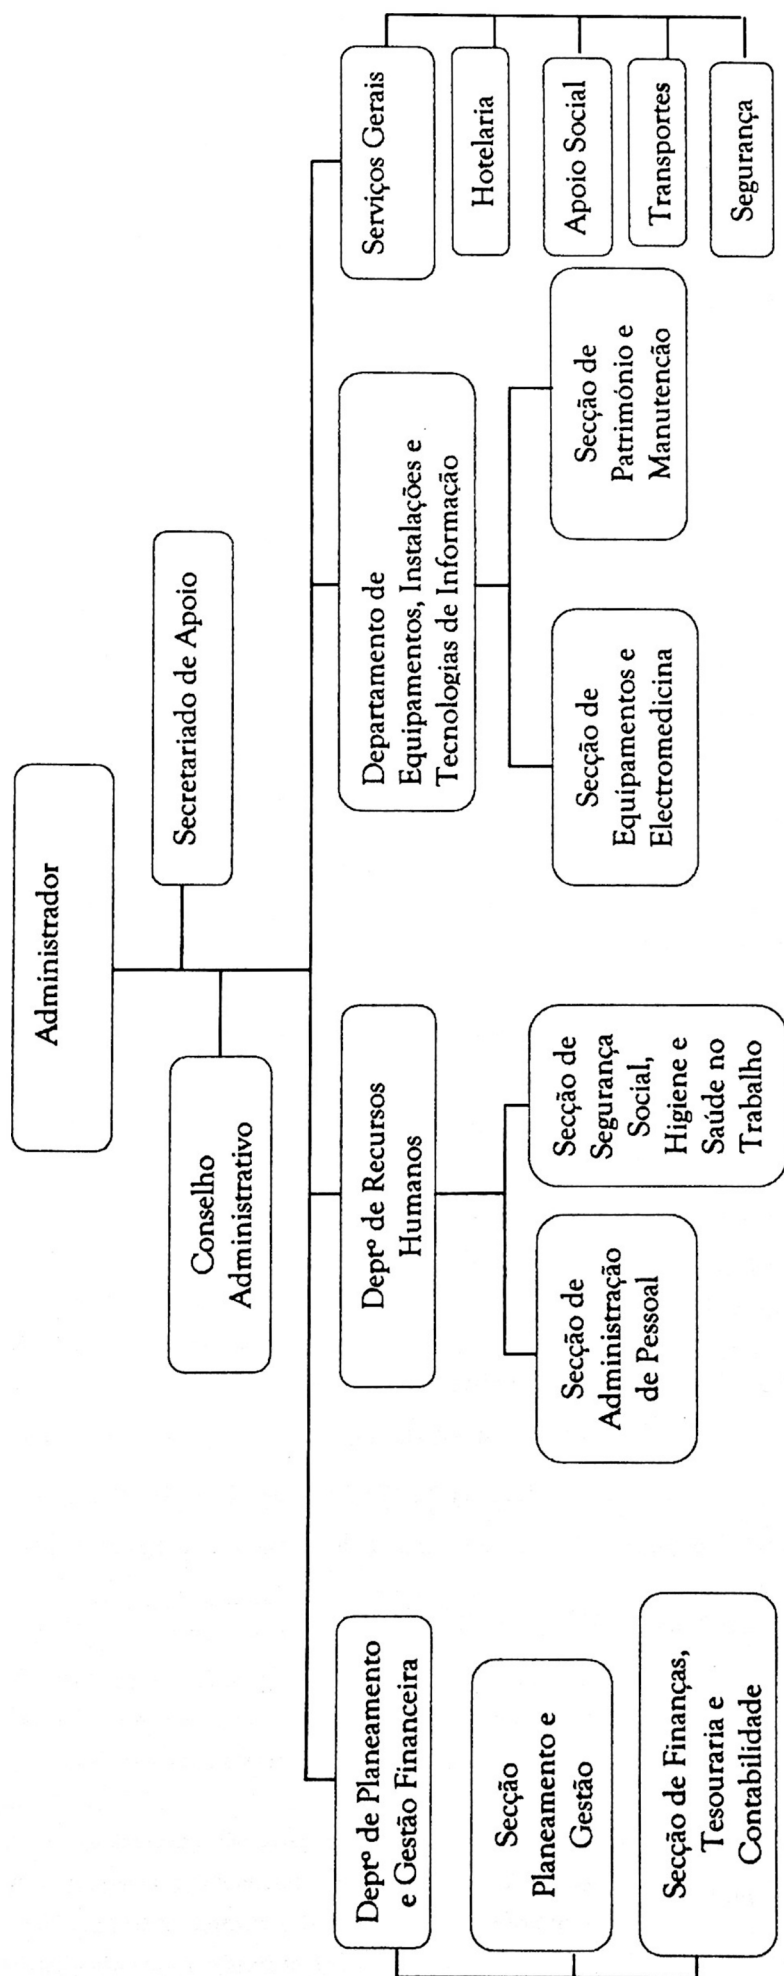 Administrador
Secretariado de Apoio
Conselho
Administrativo
Deptº de Planeamento
e Gestão Financeira
Secção
Planeamento e
Gestão
Secção de Finanças,
Tesouraria e
Contabilidade
Deptº de Recursos
Humanos
Secção de
Administração
de Pessoal
Secção de
Segurança
Social,
Higiene e
Saúde no
Trabalho
Departamento de
Equipamentos, Instalações e
Tecnologias de Informação
Secção de
Equipamentos e
Electromedicina
Secção de
Património e
Manutencão
Serviços Gerais
Hotelaria
Apoio Social
Transportes
Segurança